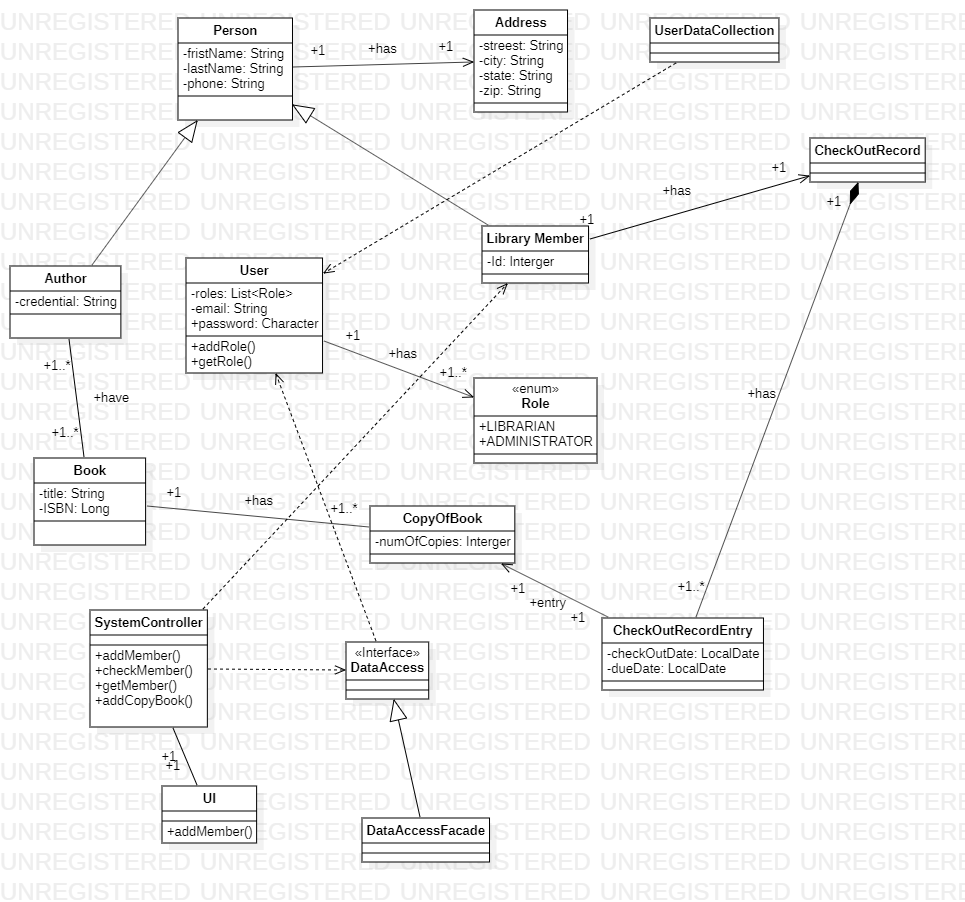 Person
-fristName: String
-lastName: String
-phone: String
+1
+has
+1
Address
-streest: String
-city: String
-state: String
-zip: String
UserDataCollection
CheckOutRecord
+1
+has
+1
+1
Library Member
-Id: Interger
Author
-credential: String
User
-roles: List<Role>
-email: String
+password: Character
+addRole()
+getRole()
+1
+has
+1..*
«enum»
Role
+LIBRARIAN
+ADMINISTRATOR
+has
+1..*
+have
+1..*
Book
-title: String
-ISBN: Long
+1
+has
+1..*
CopyOfBook
-numOfCopies: Interger
+1
+entry
+1
+1..*
CheckOutRecordEntry
-checkOutDate: LocalDate
-dueDate: LocalDate
SystemController
+addMember()
+checkMember()
+getMember()
+addCopyBook()
«Interface»
DataAccess
+1
+1
UI
+addMember()
DataAccessFacade
UNREGISTERED